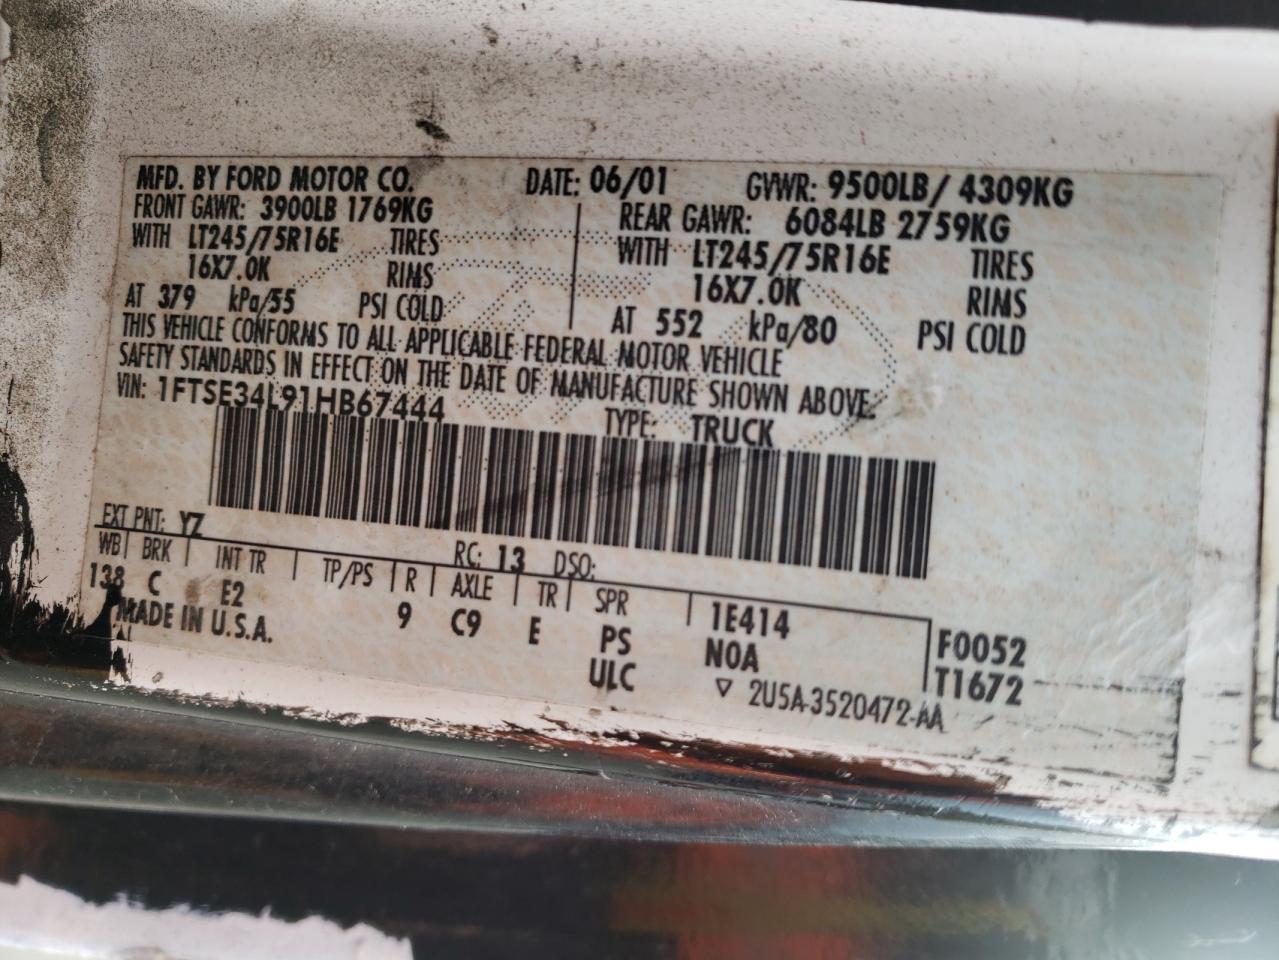 MFD. BY FORD MOTOR CO. DATE: 06/01 GVWR: 9500LB/ 4309KG
FRONT GAWR: 3900LB 1769KG REAR GAWR: 6084LB 2759KG
WITH LT245/75R16E TIRES WITH LT245/75R16E TIRES
16X7.0K RIMS 16X7.0K RIMS
AT 379 kPa/55 PSI COLD AT 552 kPa/80 PSI COLD
THIS VEHICLE CONFORMS TO ALL APPLICABLE FEDERAL MOTOR VEHICLE
SAFETY STANDARDS IN EFFECT ON THE DATE OF MANUFACTURE SHOWN ABOVE.
VIN: 1FTSE34L91HB67444 TYPE: TRUCK
EXT PNT: YZ RC: 13 DSO:
WB BRK INT TR TP/PS R AXLE TR SPR 1E414 F0052
138 C E2 9 C9 E PS N0A T1672
MADE IN U.S.A. ULC ▽ 2U5A-3520472-AA